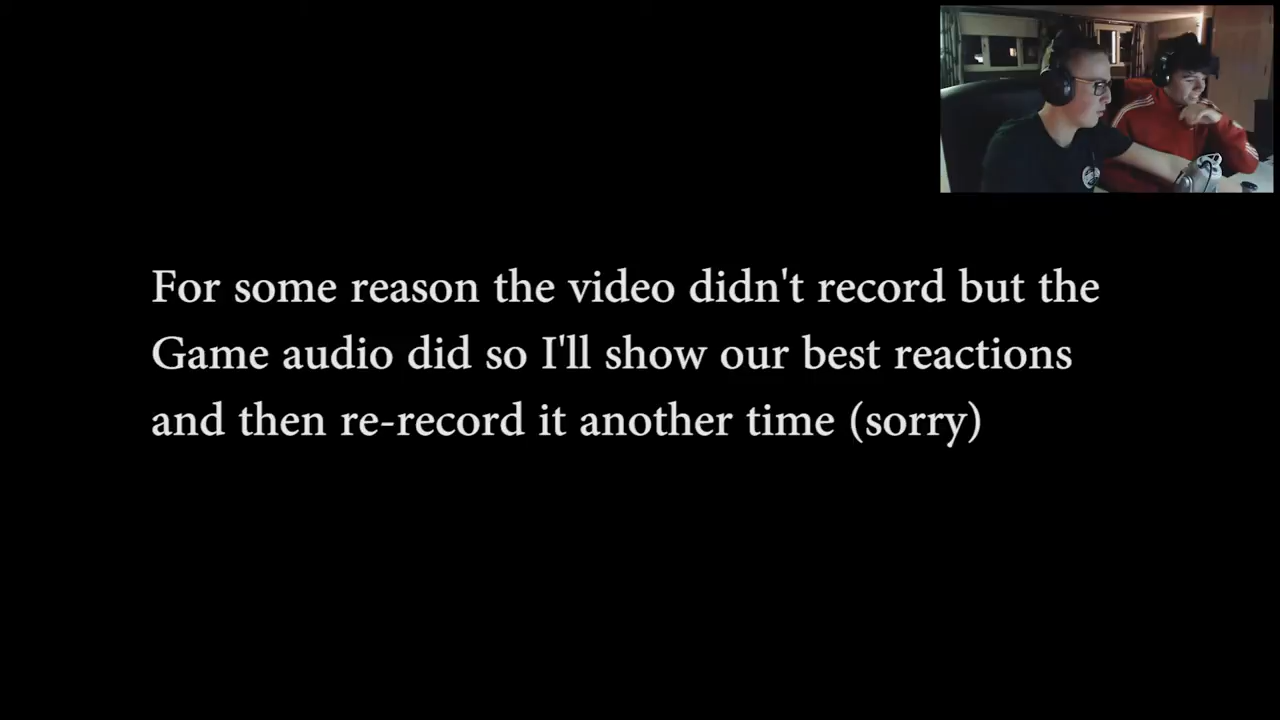 For some reason the video didn't record but the
Game audio did so I'll show our best reactions
and then re-record it another time (sorry)